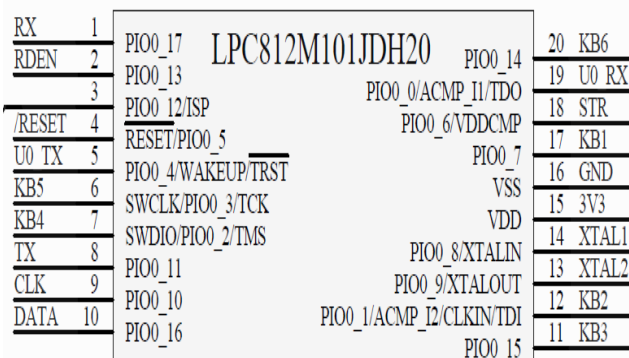 LPC812M101JDH20
RX 1 PIO0_17
RDEN 2 PIO0_13
3 PIO0_12/ISP
/RESET 4 RESET/PIO0_5
U0 TX 5 PIO0_4/WAKEUP/TRST
KB5 6 SWCLK/PIO0_3/TCK
KB4 7 SWDIO/PIO0_2/TMS
TX 8 PIO0_11
CLK 9 PIO0_10
DATA 10 PIO0_16
PIO0_14 20 KB6
PIO0_0/ACMP_I1/TDO 19 U0 RX
PIO0_6/VDDCMP 18 STR
PIO0_7 17 KB1
VSS 16 GND
VDD 15 3V3
PIO0_8/XTALIN 14 XTAL1
PIO0_9/XTALOUT 13 XTAL2
PIO0_1/ACMP_I2/CLKIN/TDI 12 KB2
PIO0_15 11 KB3